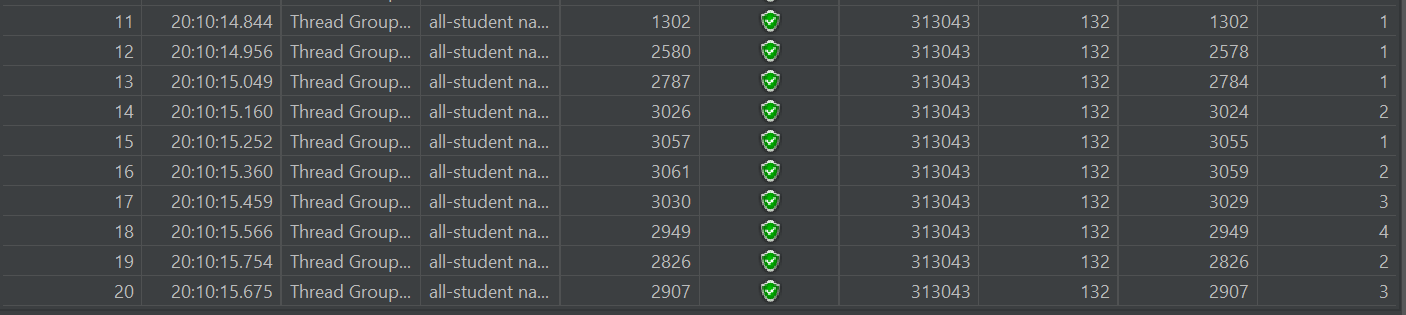 11 20:10:14.844 Thread Group... all-student na... 1302 313043 132 1302 1
12 20:10:14.956 Thread Group... all-student na... 2580 313043 132 2578 1
13 20:10:15.049 Thread Group... all-student na... 2787 313043 132 2784 1
14 20:10:15.160 Thread Group... all-student na... 3026 313043 132 3024 2
15 20:10:15.252 Thread Group... all-student na... 3057 313043 132 3055 1
16 20:10:15.360 Thread Group... all-student na... 3061 313043 132 3059 2
17 20:10:15.459 Thread Group... all-student na... 3030 313043 132 3029 3
18 20:10:15.566 Thread Group... all-student na... 2949 313043 132 2949 4
19 20:10:15.754 Thread Group... all-student na... 2826 313043 132 2826 2
20 20:10:15.675 Thread Group... all-student na... 2907 313043 132 2907 3